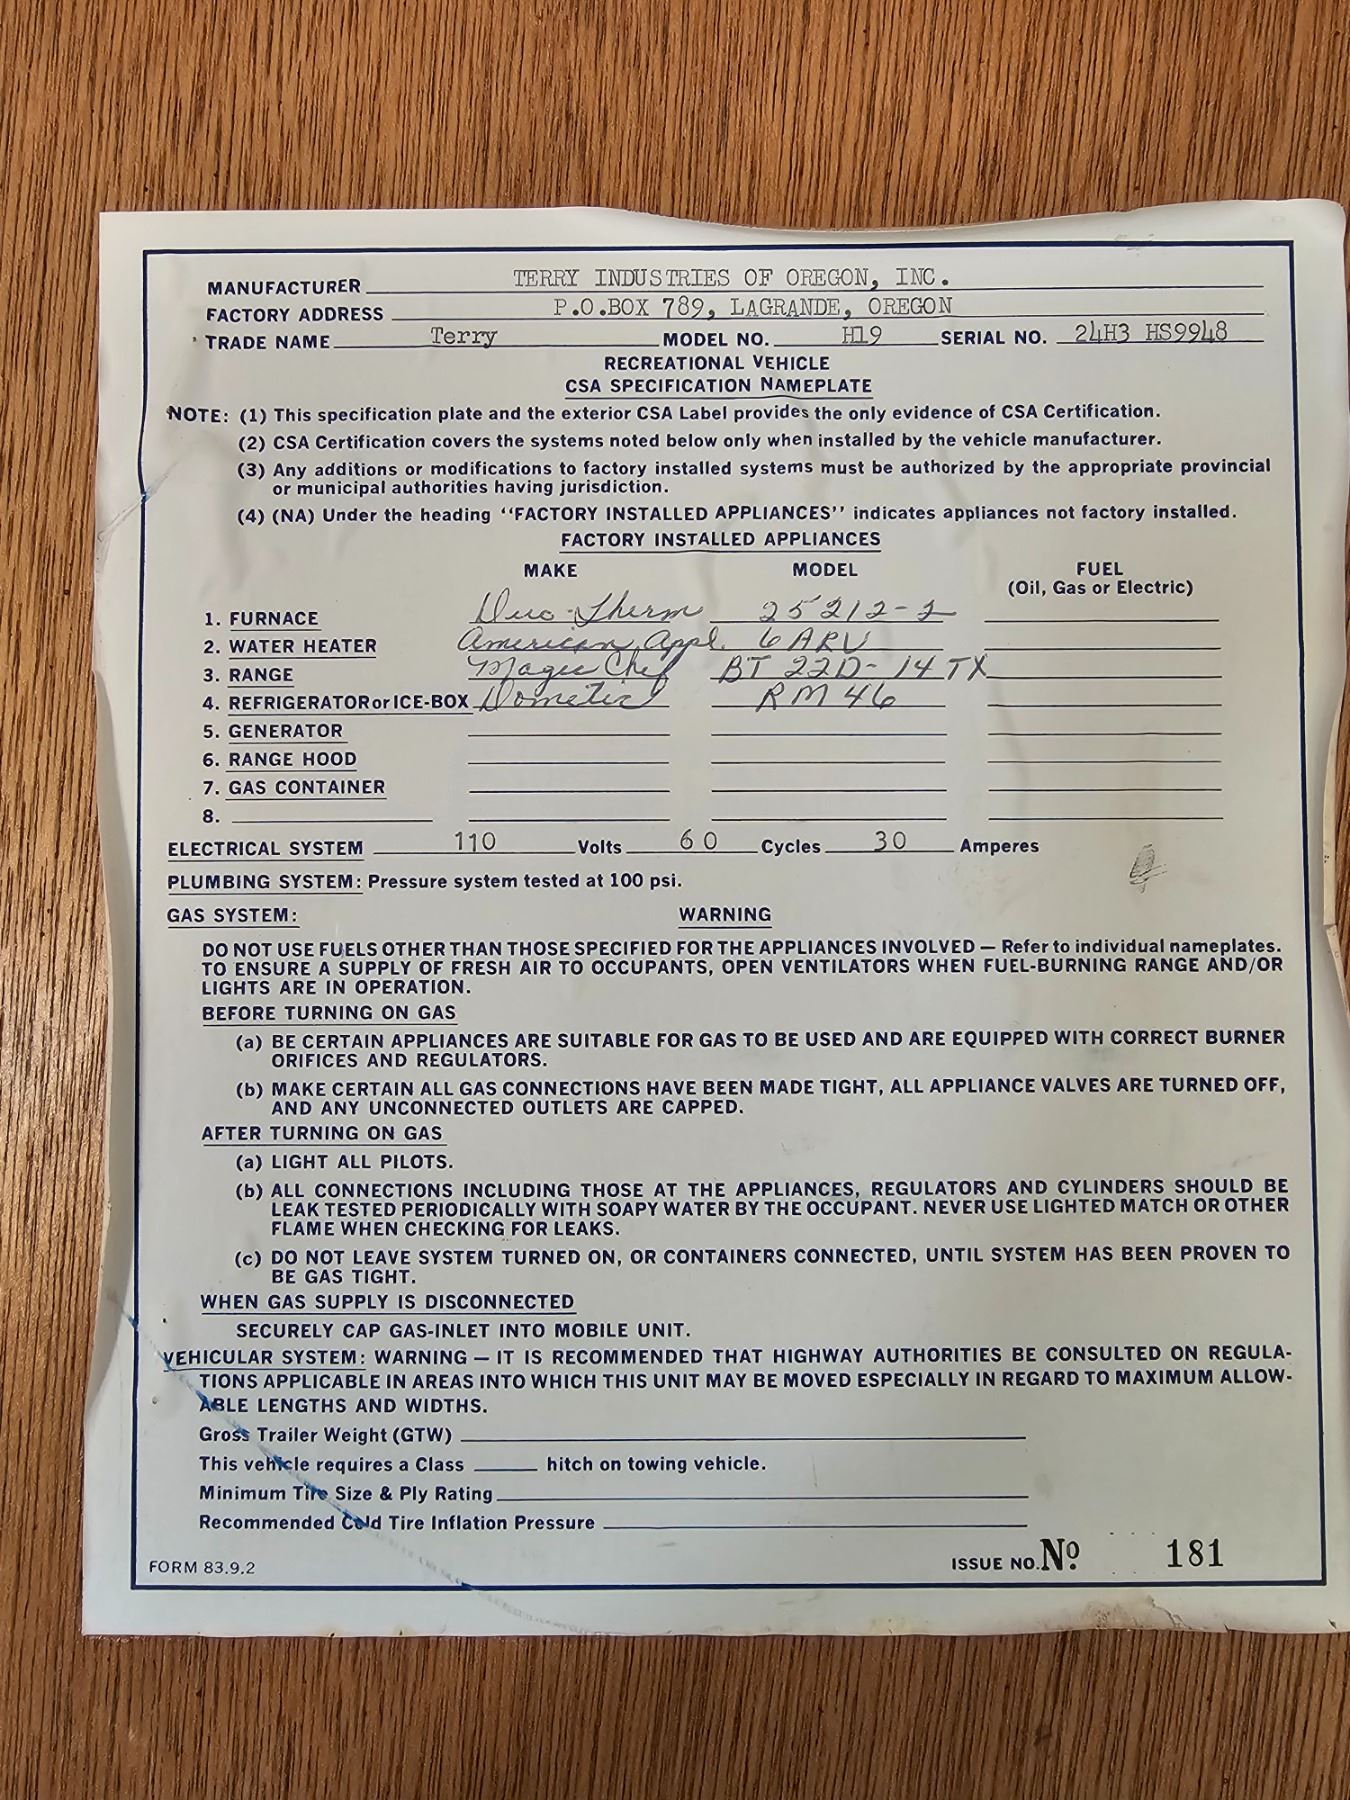 MANUFACTURER TERRY INDUSTRIES OF OREGON, INC.
FACTORY ADDRESS P.O.BOX 789, LAGRANDE, OREGON
TRADE NAME Terry MODEL NO. H19 SERIAL NO. 24H3 HS9948
RECREATIONAL VEHICLE
CSA SPECIFICATION NAMEPLATE
NOTE: (1) This specification plate and the exterior CSA Label provides the only evidence of CSA Certification.
(2) CSA Certification covers the systems noted below only when installed by the vehicle manufacturer.
(3) Any additions or modifications to factory installed systems must be authorized by the appropriate provincial
or municipal authorities having jurisdiction.
(4) (NA) Under the heading ‘‘FACTORY INSTALLED APPLIANCES’’ indicates appliances not factory installed.
FACTORY INSTALLED APPLIANCES
MAKE MODEL FUEL
(Oil, Gas or Electric)
1. FURNACE Duo-Therm 25212-2
2. WATER HEATER American Appl. 6 ARV
3. RANGE Magic Chef BT 22D-14 TX
4. REFRIGERATOR or ICE-BOX Dometic RM 46
5. GENERATOR
6. RANGE HOOD
7. GAS CONTAINER
8.
ELECTRICAL SYSTEM 110 Volts 60 Cycles 30 Amperes
PLUMBING SYSTEM: Pressure system tested at 100 psi.
GAS SYSTEM: WARNING
DO NOT USE FUELS OTHER THAN THOSE SPECIFIED FOR THE APPLIANCES INVOLVED — Refer to individual nameplates.
TO ENSURE A SUPPLY OF FRESH AIR TO OCCUPANTS, OPEN VENTILATORS WHEN FUEL-BURNING RANGE AND/OR
LIGHTS ARE IN OPERATION.
BEFORE TURNING ON GAS
(a) BE CERTAIN APPLIANCES ARE SUITABLE FOR GAS TO BE USED AND ARE EQUIPPED WITH CORRECT BURNER
ORIFICES AND REGULATORS.
(b) MAKE CERTAIN ALL GAS CONNECTIONS HAVE BEEN MADE TIGHT, ALL APPLIANCE VALVES ARE TURNED OFF,
AND ANY UNCONNECTED OUTLETS ARE CAPPED.
AFTER TURNING ON GAS
(a) LIGHT ALL PILOTS.
(b) ALL CONNECTIONS INCLUDING THOSE AT THE APPLIANCES, REGULATORS AND CYLINDERS SHOULD BE
LEAK TESTED PERIODICALLY WITH SOAPY WATER BY THE OCCUPANT. NEVER USE LIGHTED MATCH OR OTHER
FLAME WHEN CHECKING FOR LEAKS.
(c) DO NOT LEAVE SYSTEM TURNED ON, OR CONTAINERS CONNECTED, UNTIL SYSTEM HAS BEEN PROVEN TO
BE GAS TIGHT.
WHEN GAS SUPPLY IS DISCONNECTED
SECURELY CAP GAS-INLET INTO MOBILE UNIT.
VEHICULAR SYSTEM: WARNING — IT IS RECOMMENDED THAT HIGHWAY AUTHORITIES BE CONSULTED ON REGULA-
TIONS APPLICABLE IN AREAS INTO WHICH THIS UNIT MAY BE MOVED ESPECIALLY IN REGARD TO MAXIMUM ALLOW-
ABLE LENGTHS AND WIDTHS.
Gross Trailer Weight (GTW)
This vehicle requires a Class hitch on towing vehicle.
Minimum Tire Size & Ply Rating
Recommended Cold Tire Inflation Pressure
FORM 83.9.2 ISSUE NO. Nº 181